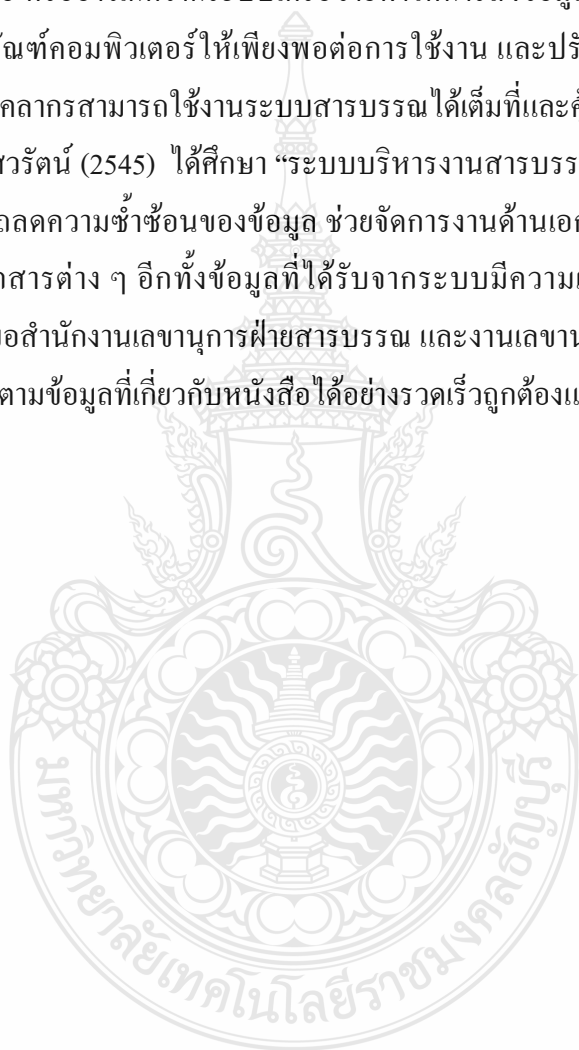 ภัณฑ์คอมพิวเตอร์ให้เพียงพอต่อการใช้งาน และปรั
คลากรสามารถใช้งานระบบสารบรรณได้เต็มที่และศั
สวรัตน์ (2545) ได้ศึกษา “ระบบบริหารงานสารบรร
ถลดความซ้ำซ้อนของข้อมูล ช่วยจัดการงานด้านเอก
กสารต่าง ๆ อีกทั้งข้อมูลที่ได้รับจากระบบมีความเ
ของสำนักงานเลขานุการฝ่ายสารบรรณ และงานเลขาน
ตามข้อมูลที่เกี่ยวกับหนังสือได้อย่างรวดเร็วถูกต้องแ
มหาวิทยาลัยเทคโนโลยีราชมงคลธัญบุรี